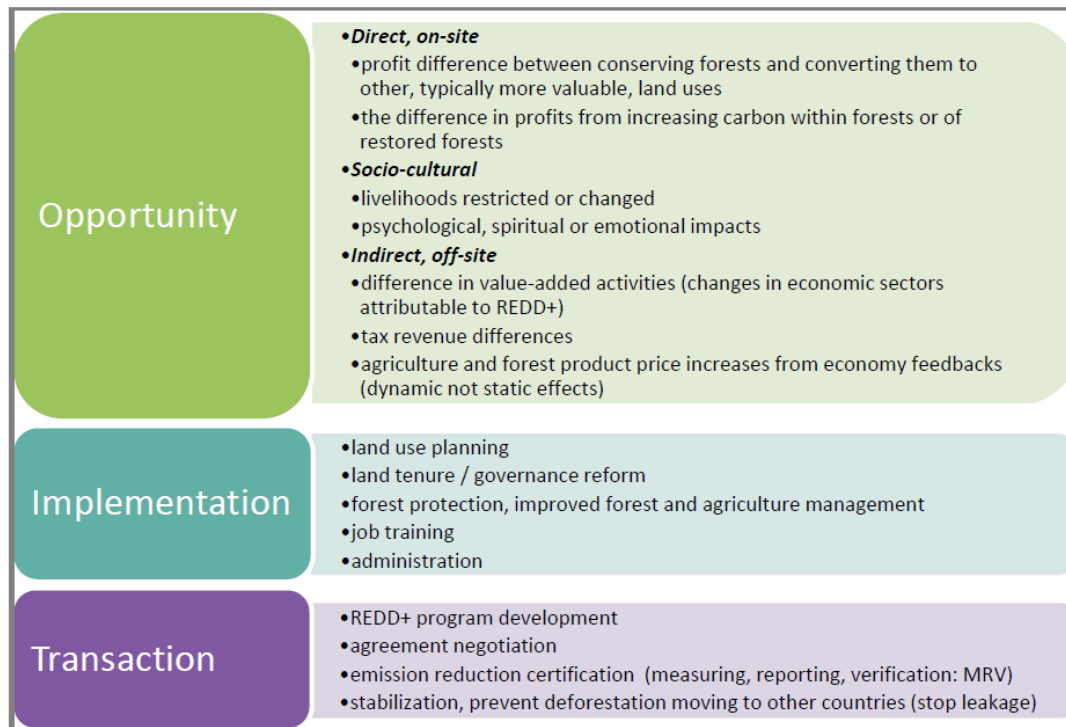 Opportunity
•Direct, on-site
•profit difference between conserving forests and converting them to
other, typically more valuable, land uses
•the difference in profits from increasing carbon within forests or of
restored forests
•Socio-cultural
•livelihoods restricted or changed
•psychological, spiritual or emotional impacts
•Indirect, off-site
•difference in value-added activities (changes in economic sectors
attributable to REDD+)
•tax revenue differences
•agriculture and forest product price increases from economy feedbacks
(dynamic not static effects)
Implementation
•land use planning
•land tenure / governance reform
•forest protection, improved forest and agriculture management
•job training
•administration
Transaction
•REDD+ program development
•agreement negotiation
•emission reduction certification (measuring, reporting, verification: MRV)
•stabilization, prevent deforestation moving to other countries (stop leakage)